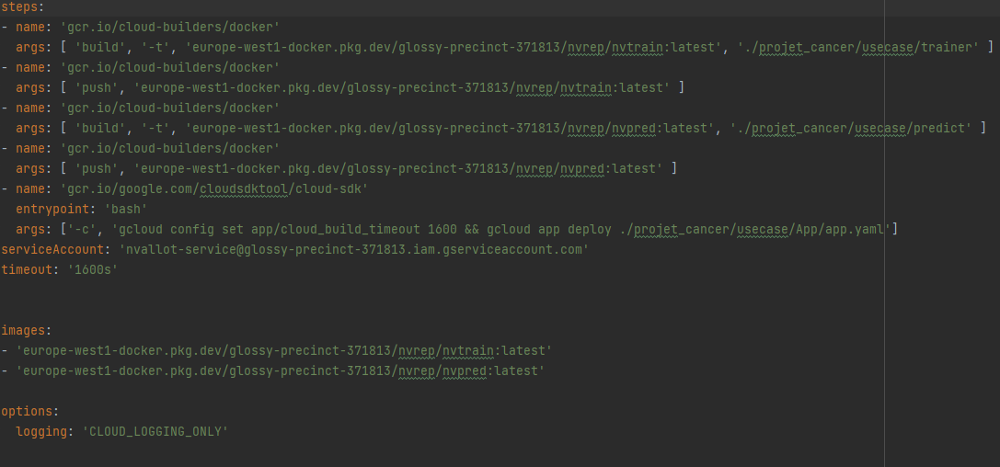 steps:
- name: 'gcr.io/cloud-builders/docker'
  args: [ 'build', '-t', 'europe-west1-docker.pkg.dev/glossy-precinct-371813/nvrep/nvtrain:latest', './projet_cancer/usecase/trainer' ]
- name: 'gcr.io/cloud-builders/docker'
  args: [ 'push', 'europe-west1-docker.pkg.dev/glossy-precinct-371813/nvrep/nvtrain:latest' ]
- name: 'gcr.io/cloud-builders/docker'
  args: [ 'build', '-t', 'europe-west1-docker.pkg.dev/glossy-precinct-371813/nvrep/nvpred:latest', './projet_cancer/usecase/predict' ]
- name: 'gcr.io/cloud-builders/docker'
  args: [ 'push', 'europe-west1-docker.pkg.dev/glossy-precinct-371813/nvrep/nvpred:latest' ]
- name: 'gcr.io/google.com/cloudsdktool/cloud-sdk'
  entrypoint: 'bash'
  args: ['-c', 'gcloud config set app/cloud_build_timeout 1600 && gcloud app deploy ./projet_cancer/usecase/App/app.yaml']
serviceAccount: 'nvallot-service@glossy-precinct-371813.iam.gserviceaccount.com'
timeout: '1600s'
images:
- 'europe-west1-docker.pkg.dev/glossy-precinct-371813/nvrep/nvtrain:latest'
- 'europe-west1-docker.pkg.dev/glossy-precinct-371813/nvrep/nvpred:latest'
options:
  logging: 'CLOUD_LOGGING_ONLY'